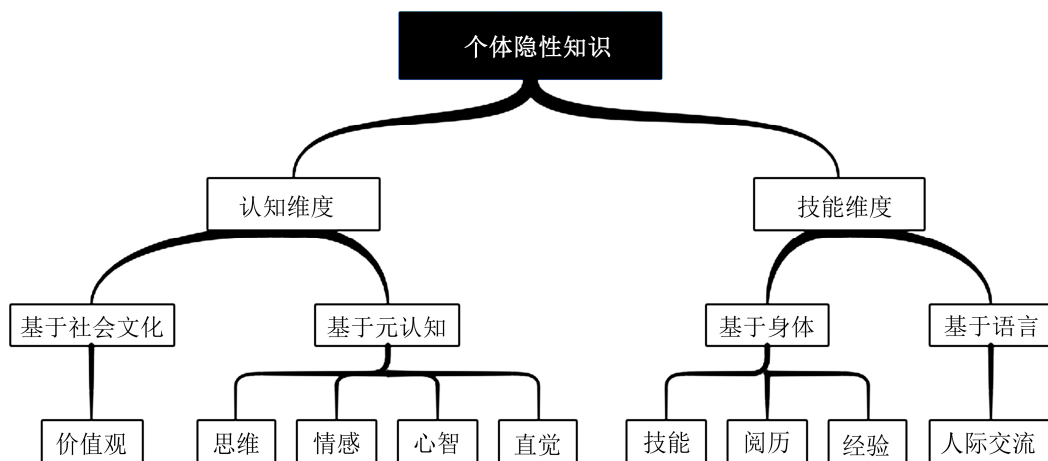 个体隐性知识
认知维度
技能维度
基于社会文化
基于元认知
基于身体
基于语言
价值观
思维
情感
心智
直觉
技能
阅历
经验
人际交流